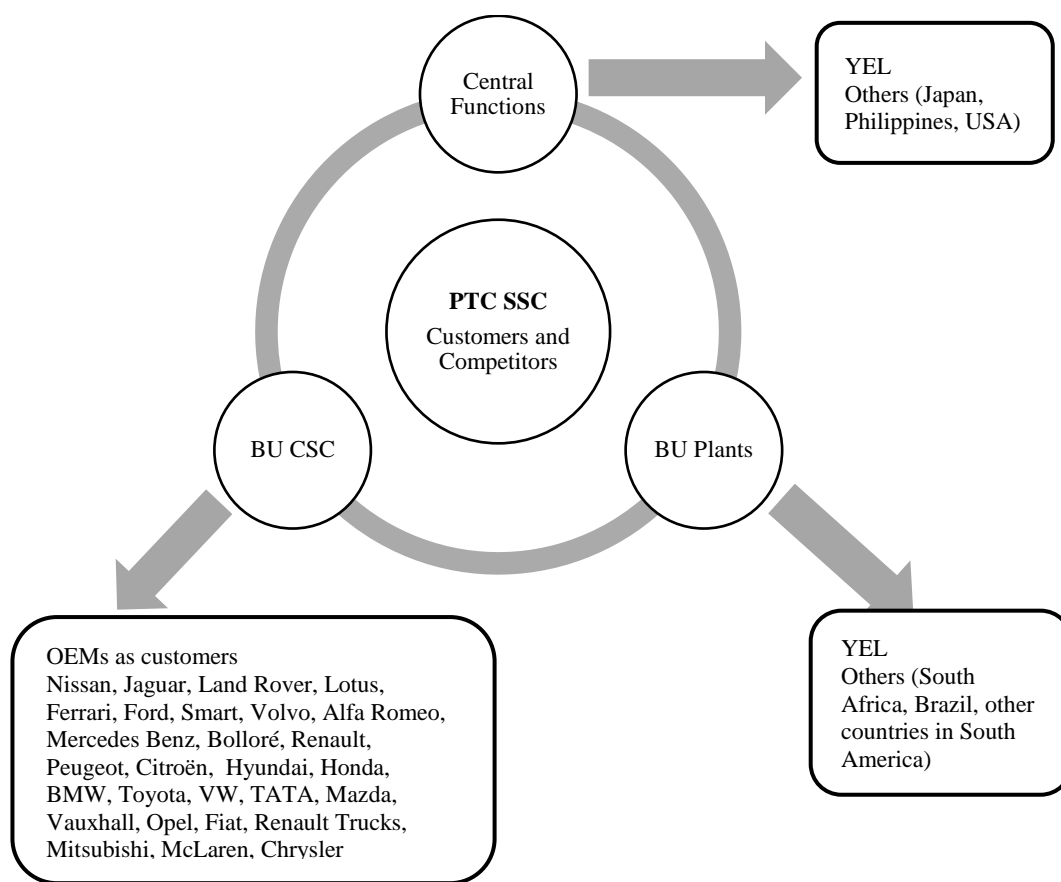 Central
Functions
YEL
Others (Japan,
Philippines, USA)
PTC SSC
Customers and
Competitors
BU CSC
BU Plants
OEMs as customers
Nissan, Jaguar, Land Rover, Lotus,
Ferrari, Ford, Smart, Volvo, Alfa Romeo,
Mercedes Benz, Bolloré, Renault,
Peugeot, Citroën, Hyundai, Honda,
BMW, Toyota, VW, TATA, Mazda,
Vauxhall, Opel, Fiat, Renault Trucks,
Mitsubishi, McLaren, Chrysler
YEL
Others (South
Africa, Brazil, other
countries in South
America)